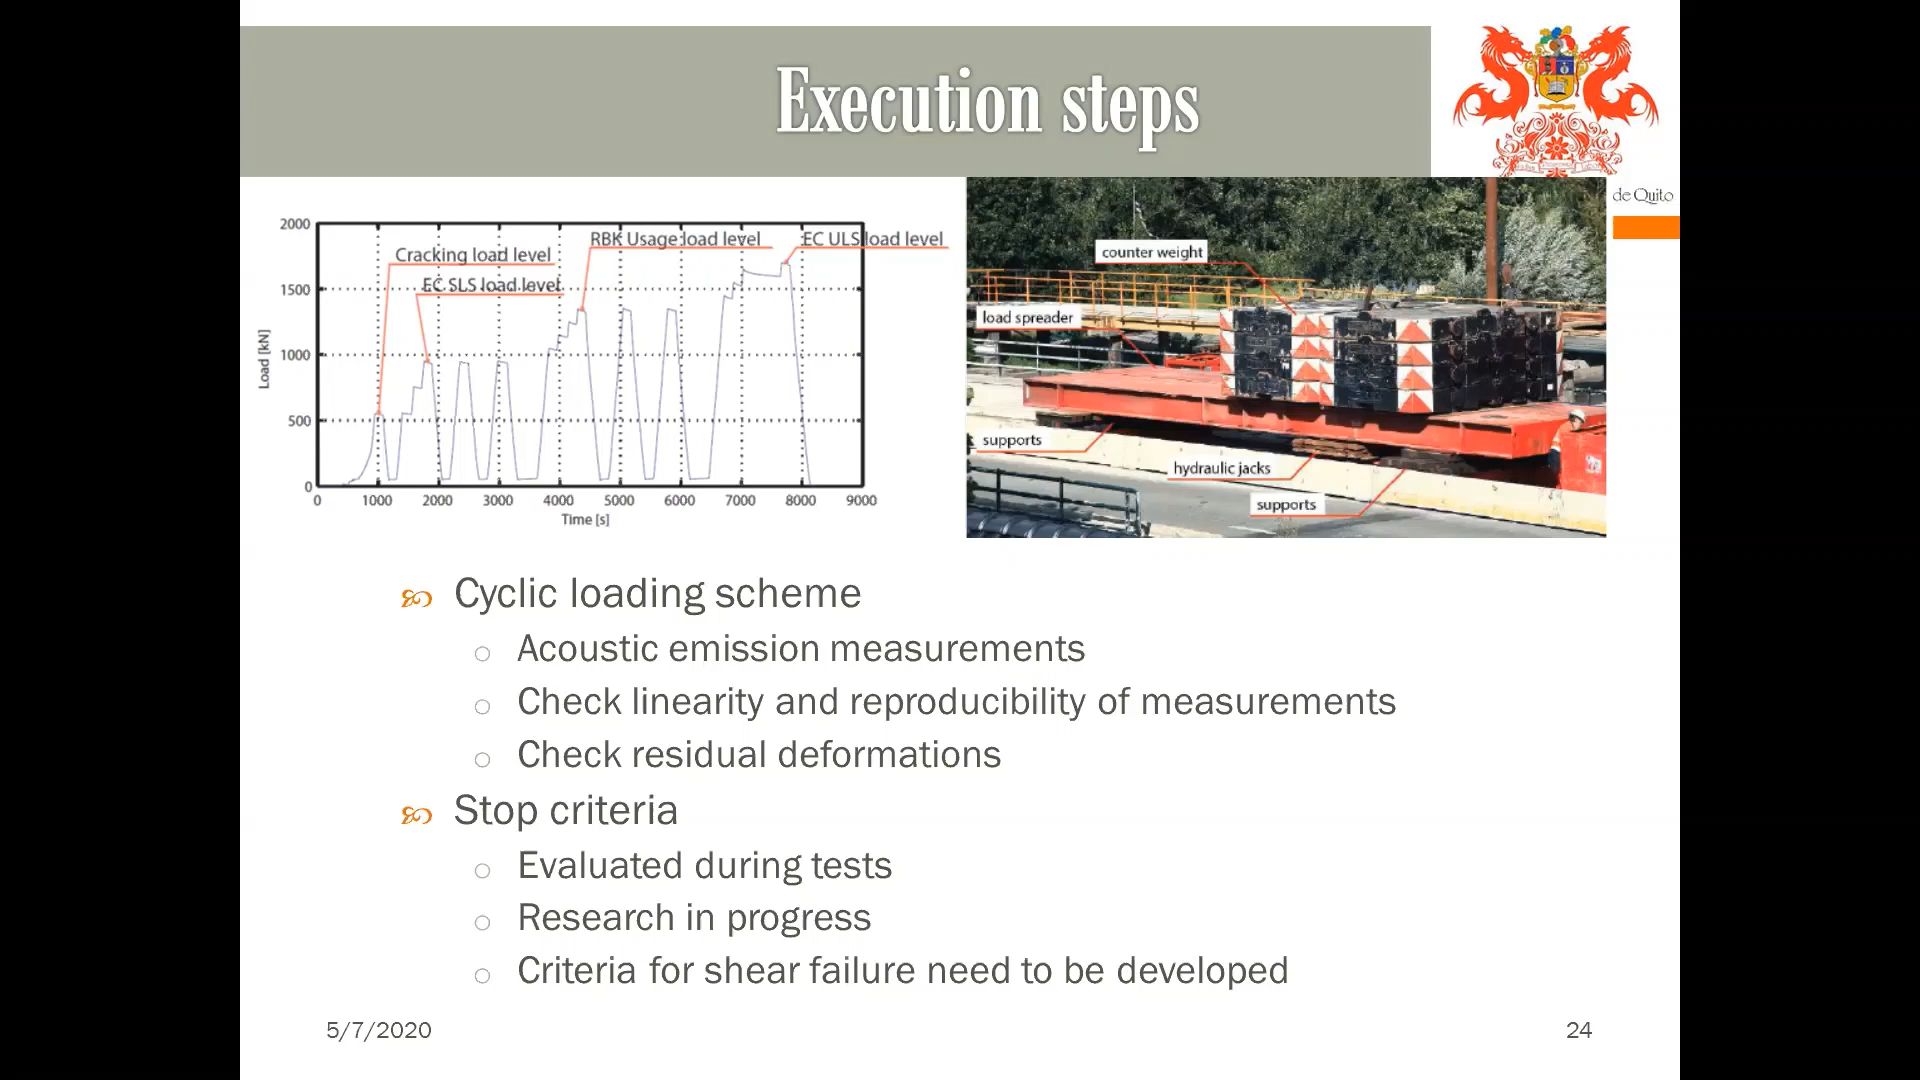 Execution steps
de Quito
2000
1500
1000
500
0
Load [kN]
Cracking load level
EC SLS load level
RBK Usage load level
EC ULS load level
0 1000 2000 3000 4000 5000 6000 7000 8000 9000
Time [s]
counter weight
load spreader
supports
hydraulic jacks
supports
Cyclic loading scheme
Acoustic emission measurements
Check linearity and reproducibility of measurements
Check residual deformations
Stop criteria
Evaluated during tests
Research in progress
Criteria for shear failure need to be developed
5/7/2020
24